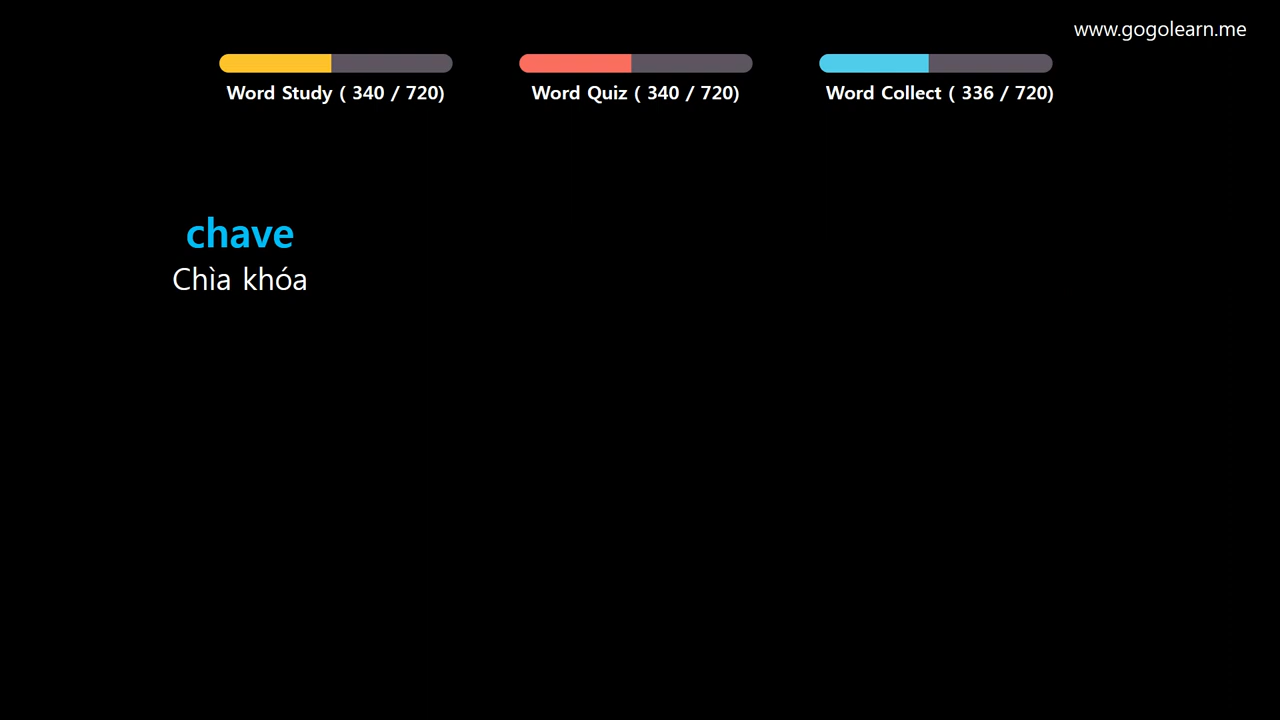 www.gogolearn.me
Word Study ( 340 / 720)
Word Quiz ( 340 / 720)
Word Collect ( 336 / 720)
chave
Chìa khóa